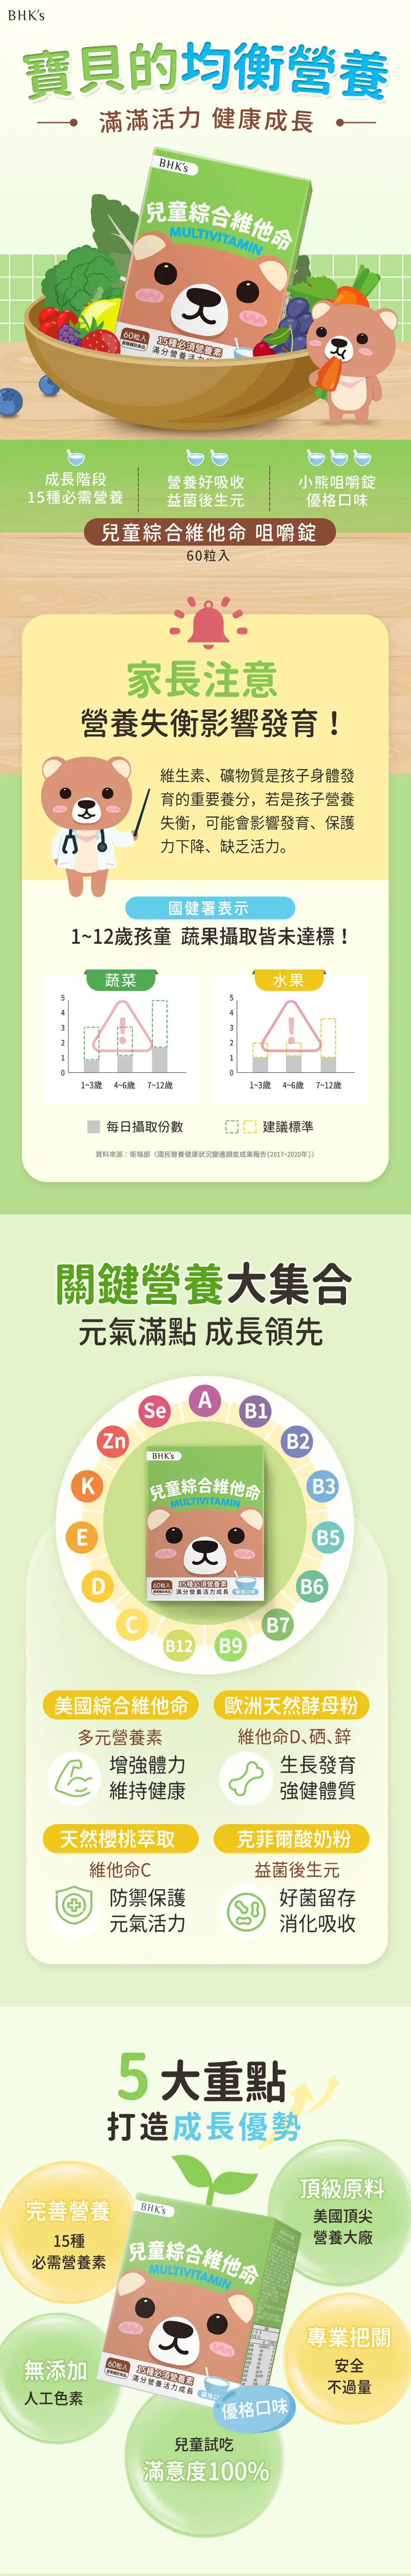 BHK's
寶貝的均衡營養
滿滿活力 健康成長
BHK's
兒童綜合維他命
MULTIVITAMIN
60粒入
15種必須營養素
成長階段
15種必需營養
營養好吸收
益菌後生元
小熊咀嚼錠
優格口味
兒童綜合維他命 咀嚼錠
60粒入
家長注意
營養失衡影響發育！
維生素、礦物質是孩子身體發
育的重要養分，若是孩子營養
失衡，可能會影響發育、保護
力下降、缺乏活力。
國健署表示
1~12歲孩童 蔬果攝取皆未達標！
蔬菜
5
4
3
2
1
0
1~3歲 4~6歲 7~12歲
水果
5
4
3
2
1
0
1~3歲 4~6歲 7~12歲
每日攝取份數
建議標準
資料來源：衛福部〈國民營養健康狀況變遷調查成果報告(2017-2020年)〉
關鍵營養大集合
元氣滿點 成長領先
A
B1
B2
B3
B5
B6
B7
B9
B12
C
D
E
K
Zn
Se
BHK's
兒童綜合維他命
MULTIVITAMIN
60粒入
15種必須營養素
滿分營養活力成長
優格口味
美國綜合維他命
多元營養素
增強體力
維持健康
歐洲天然酵母粉
維他命D、硒、鋅
生長發育
強健體質
天然櫻桃萃取
維他命C
防禦保護
元氣活力
克菲爾酸奶粉
益菌後生元
好菌留存
消化吸收
5大重點
打造成長優勢
頂級原料
美國頂尖
營養大廠
完善營養
15種
必需營養素
BHK's
兒童綜合維他命
MULTIVITAMIN
60粒入
15種必須營養素
滿分營養活力成長
專業把關
安全
不過量
無添加
人工色素
優格口味
兒童試吃
滿意度100%